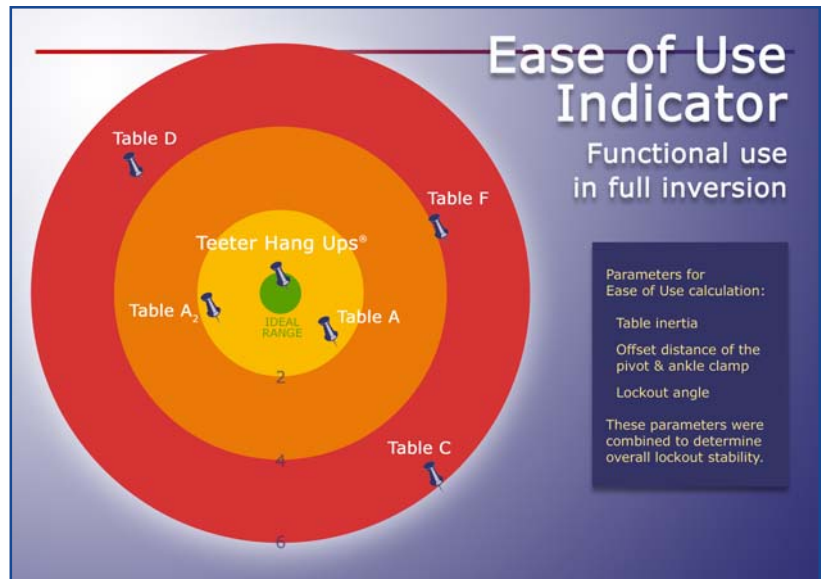 Ease of Use
Indicator
Functional use
in full inversion
Table D
Table F
Teeter Hang Ups®
Table A₂
Table A
IDEAL
RANGE
2
Table C
4
6
Parameters for
Ease of Use calculation:
Table inertia
Offset distance of the
pivot & ankle clamp
Lockout angle
These parameters were
combined to determine
overall lockout stability.